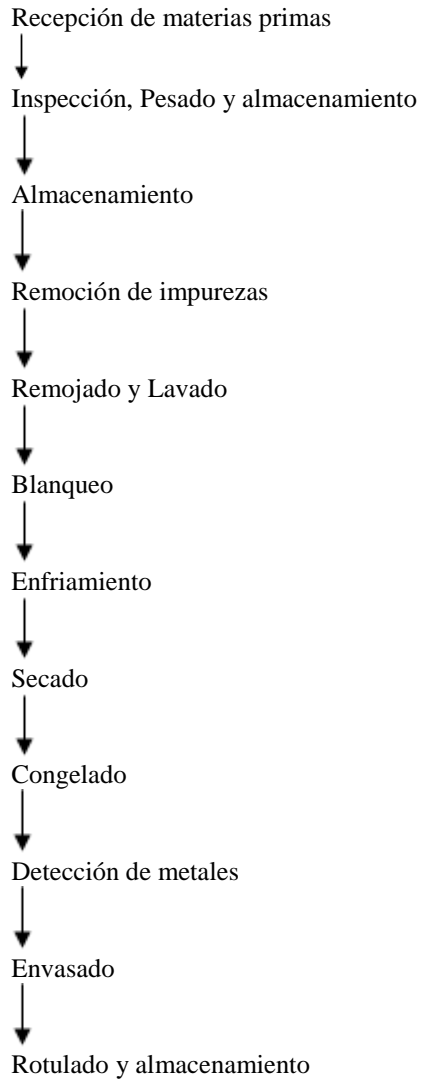 Recepción de materias primas
Inspección, Pesado y almacenamiento
Almacenamiento
Remoción de impurezas
Remojado y Lavado
Blanqueo
Enfriamiento
Secado
Congelado
Detección de metales
Envasado
Rotulado y almacenamiento